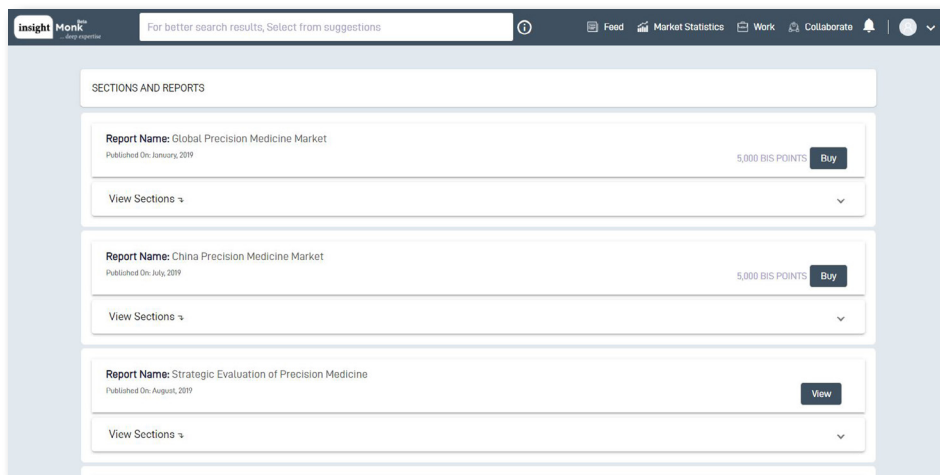 insight Monk Beta
... deep expertise
For better search results, Select from suggestions
Feed
Market Statistics
Work
Collaborate
SECTIONS AND REPORTS
Report Name: Global Precision Medicine Market
Published On: January, 2019
5,000 BIS POINTS
Buy
View Sections
Report Name: China Precision Medicine Market
Published On: July, 2019
5,000 BIS POINTS
Buy
View Sections
Report Name: Strategic Evaluation of Precision Medicine
Published On: August, 2019
View
View Sections